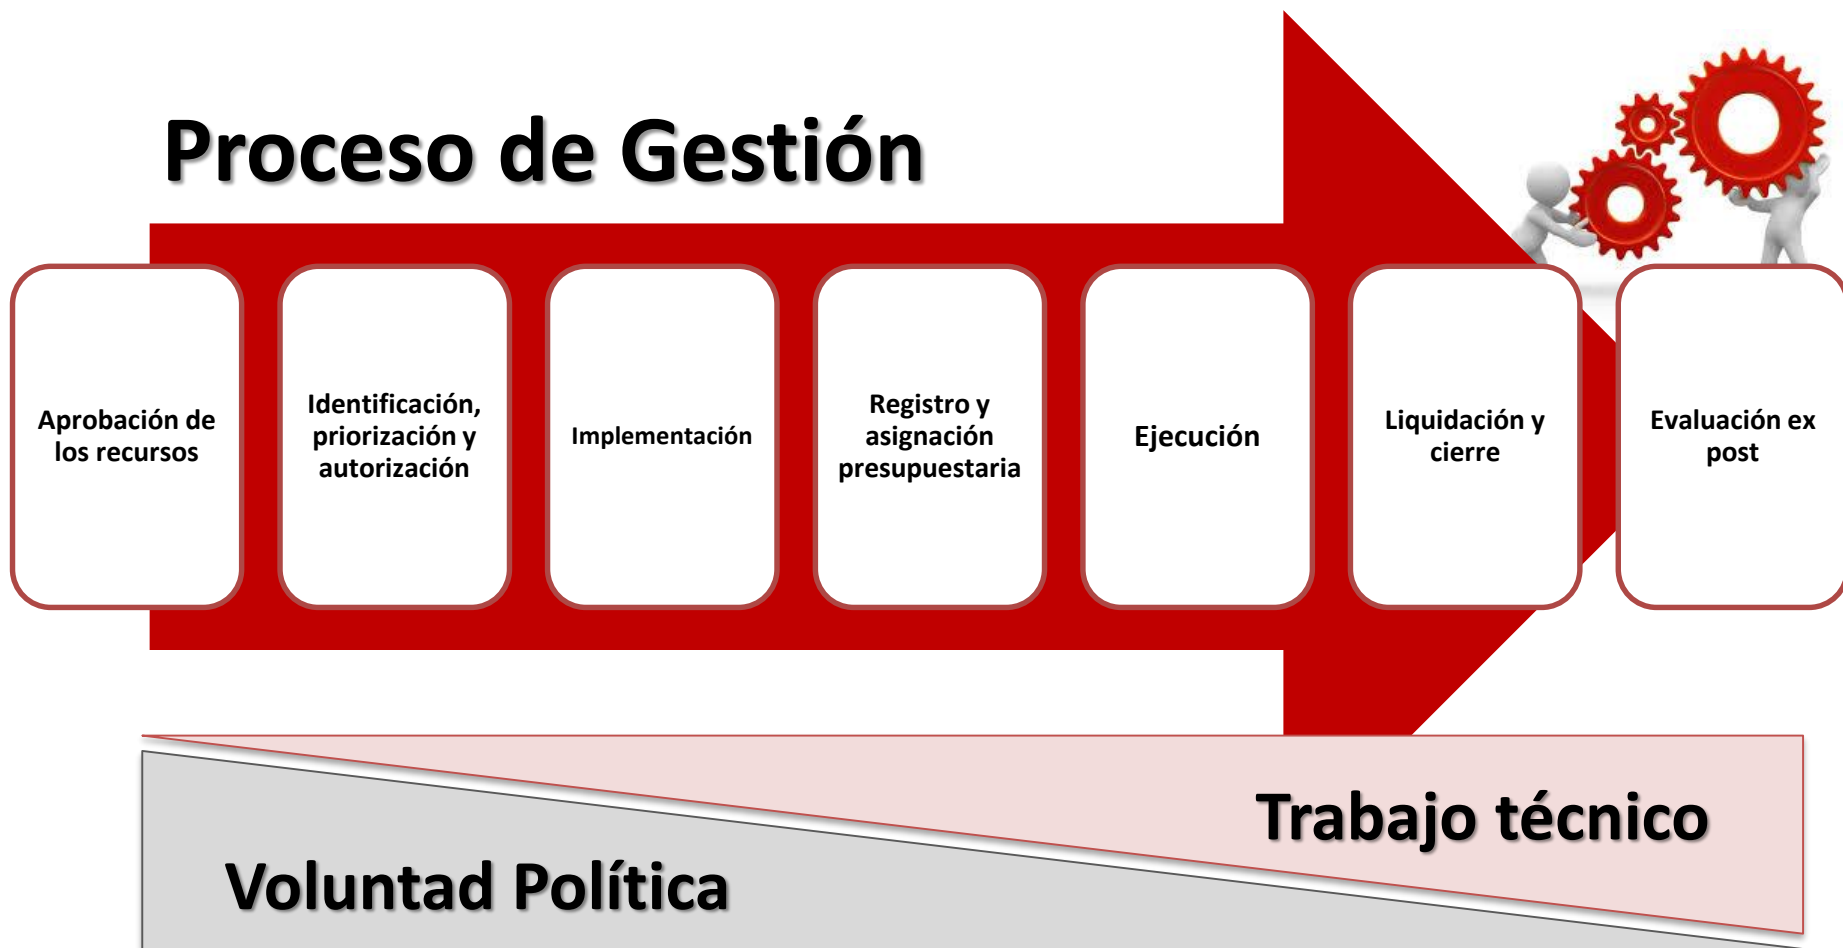 Proceso de Gestión
Aprobación de
los recursos
Identificación,
priorización y
autorización
Implementación
Registro y
asignación
presupuestaria
Ejecución
Liquidación y
cierre
Evaluación ex
post
Trabajo técnico
Voluntad Política